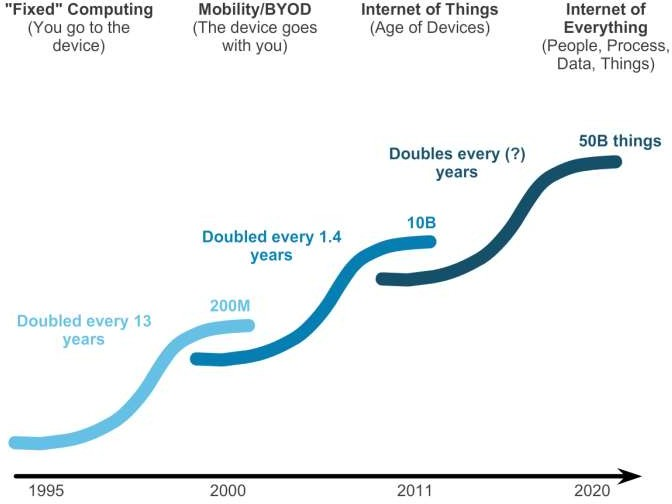 "Fixed" Computing
(You go to the
device)
Mobility/BYOD
(The device goes
with you)
Internet of Things
(Age of Devices)
Internet of
Everything
(People, Process,
Data, Things)
50B things
Doubles every (?)
years
10B
Doubled every 1.4
years
200M
Doubled every 13
years
1995
2000
2011
2020